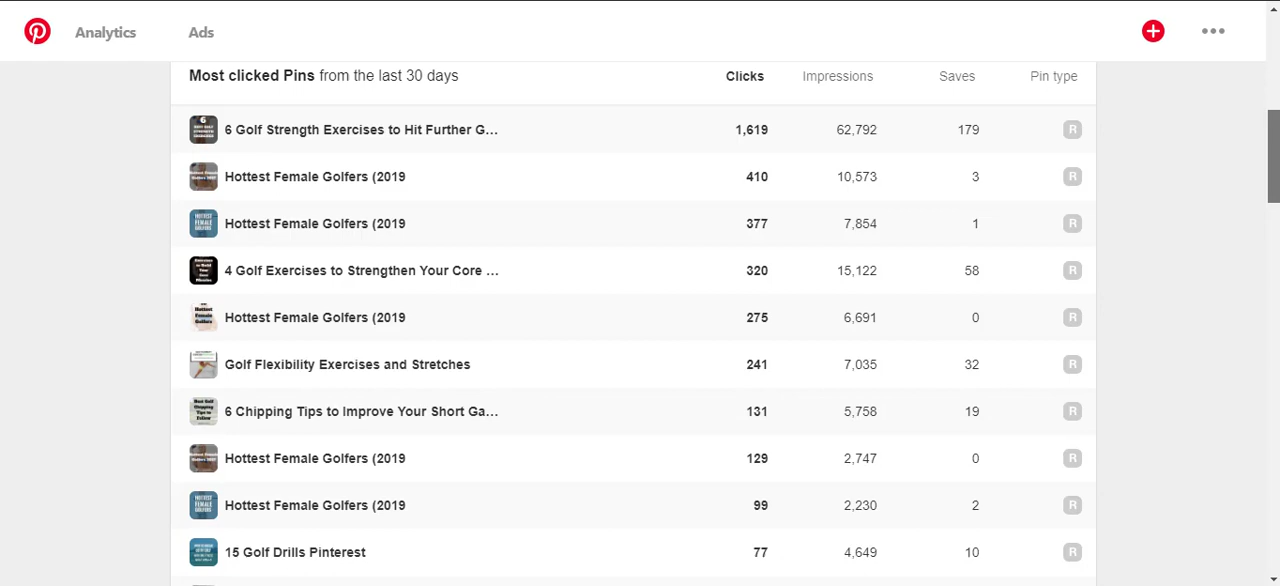 Analytics Ads
Most clicked Pins from the last 30 days Clicks Impressions Saves Pin type
6 Golf Strength Exercises to Hit Further G... 1,619 62,792 179 R
Hottest Female Golfers (2019 410 10,573 3 R
Hottest Female Golfers (2019 377 7,854 1 R
4 Golf Exercises to Strengthen Your Core ... 320 15,122 58 R
Hottest Female Golfers (2019 275 6,691 0 R
Golf Flexibility Exercises and Stretches 241 7,035 32 R
6 Chipping Tips to Improve Your Short Ga... 131 5,758 19 R
Hottest Female Golfers (2019 129 2,747 0 R
Hottest Female Golfers (2019 99 2,230 2 R
15 Golf Drills Pinterest 77 4,649 10 R